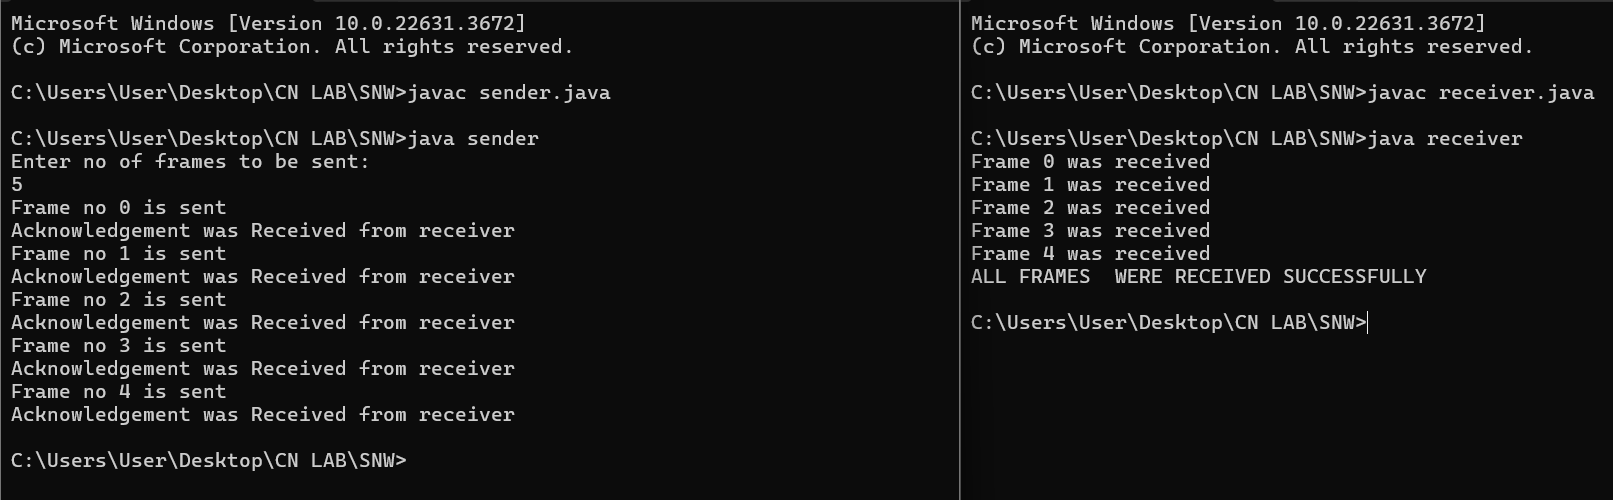 Microsoft Windows [Version 10.0.22631.3672]
(c) Microsoft Corporation. All rights reserved.
C:\Users\User\Desktop\CN LAB\SNW>javac sender.java
C:\Users\User\Desktop\CN LAB\SNW>java sender
Enter no of frames to be sent:
5
Frame no 0 is sent
Acknowledgement was Received from receiver
Frame no 1 is sent
Acknowledgement was Received from receiver
Frame no 2 is sent
Acknowledgement was Received from receiver
Frame no 3 is sent
Acknowledgement was Received from receiver
Frame no 4 is sent
Acknowledgement was Received from receiver
C:\Users\User\Desktop\CN LAB\SNW>
Microsoft Windows [Version 10.0.22631.3672]
(c) Microsoft Corporation. All rights reserved.
C:\Users\User\Desktop\CN LAB\SNW>javac receiver.java
C:\Users\User\Desktop\CN LAB\SNW>java receiver
Frame 0 was received
Frame 1 was received
Frame 2 was received
Frame 3 was received
Frame 4 was received
ALL FRAMES  WERE RECEIVED SUCCESSFULLY
C:\Users\User\Desktop\CN LAB\SNW>